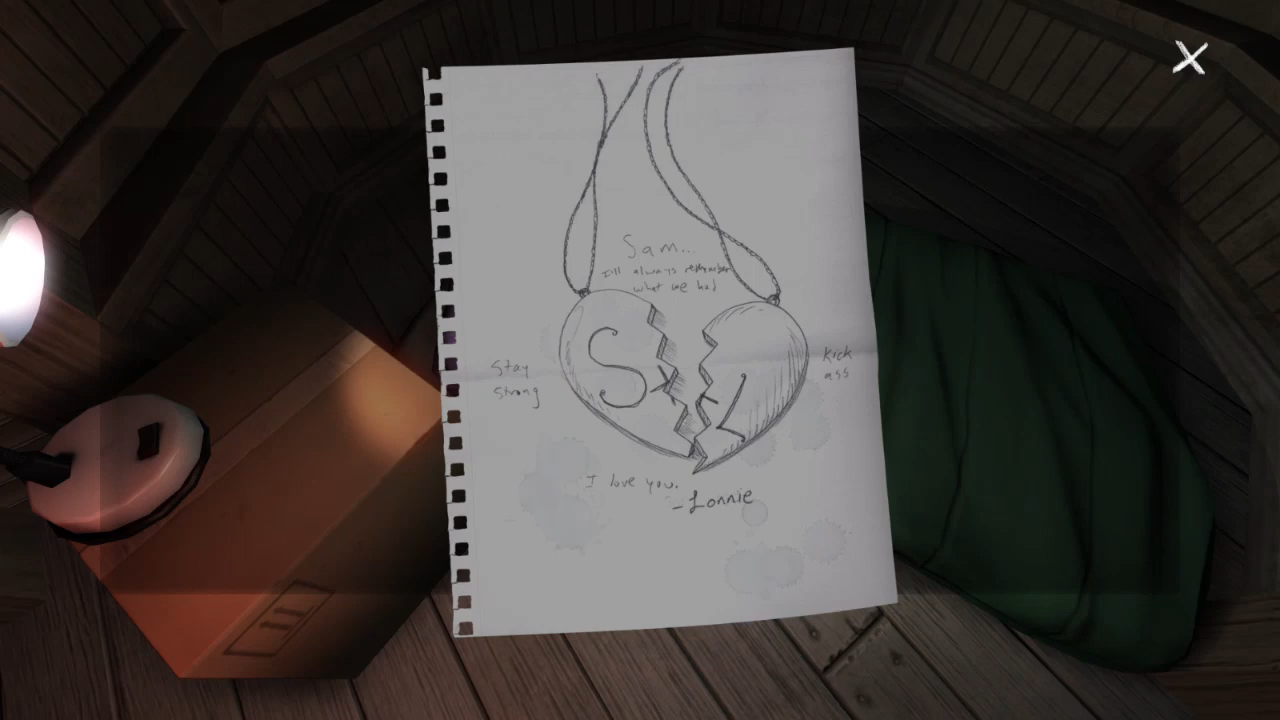 Sam...
I'll always remember
what we had
S + L
Stay
strong
Kick
ass
I love you.
-Lonnie